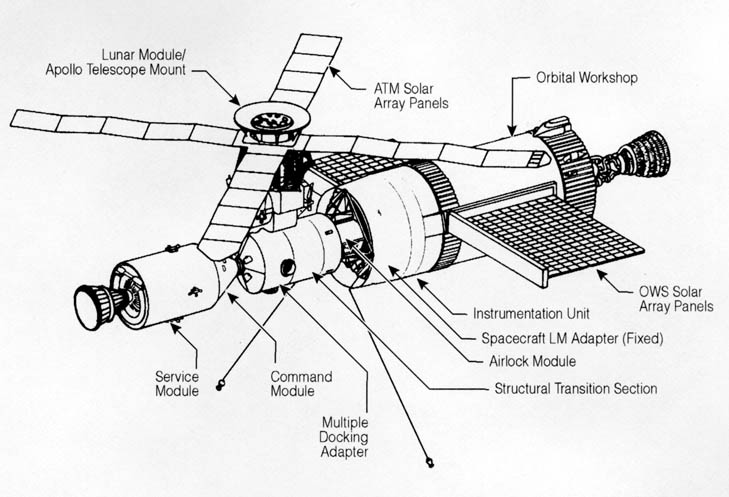 Lunar Module/
Apollo Telescope Mount
ATM Solar
Array Panels
Orbital Workshop
OWS Solar
Array Panels
Instrumentation Unit
Spacecraft LM Adapter (Fixed)
Airlock Module
Structural Transition Section
Service
Module
Command
Module
Multiple
Docking
Adapter